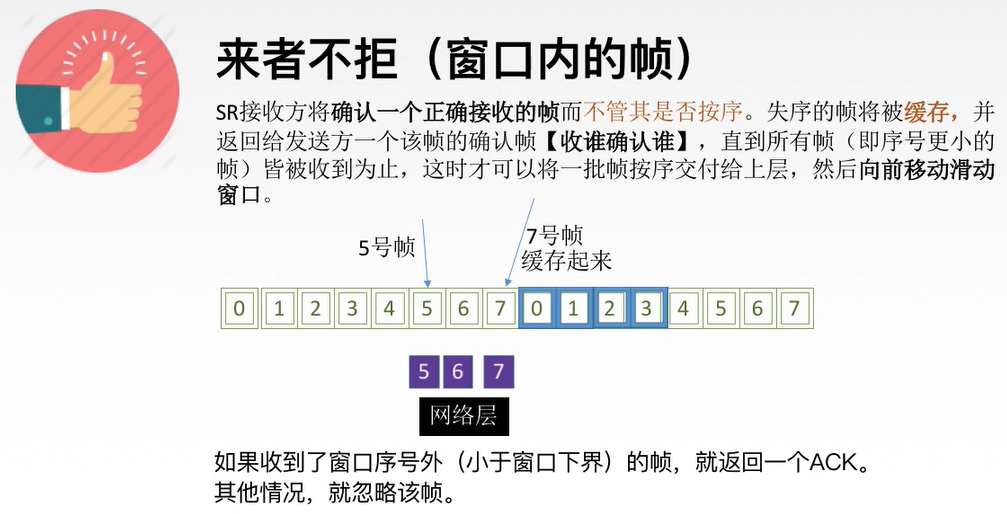 来者不拒（窗口内的帧）
SR接收方将确认一个正确接收的帧而不管其是否按序。失序的帧将被缓存，并
返回给发送方一个该帧的确认帧【收谁确认谁】，直到所有帧（即序号更小的
帧）皆被收到为止，这时才可以将一批帧按序交付给上层，然后向前移动滑动
窗口。
5号帧
7号帧
缓存起来
0 1 2 3 4 5 6 7 0 1 2 3 4 5 6 7
5 6 7
网络层
如果收到了窗口序号外（小于窗口下界）的帧，就返回一个ACK。
其他情况，就忽略该帧。